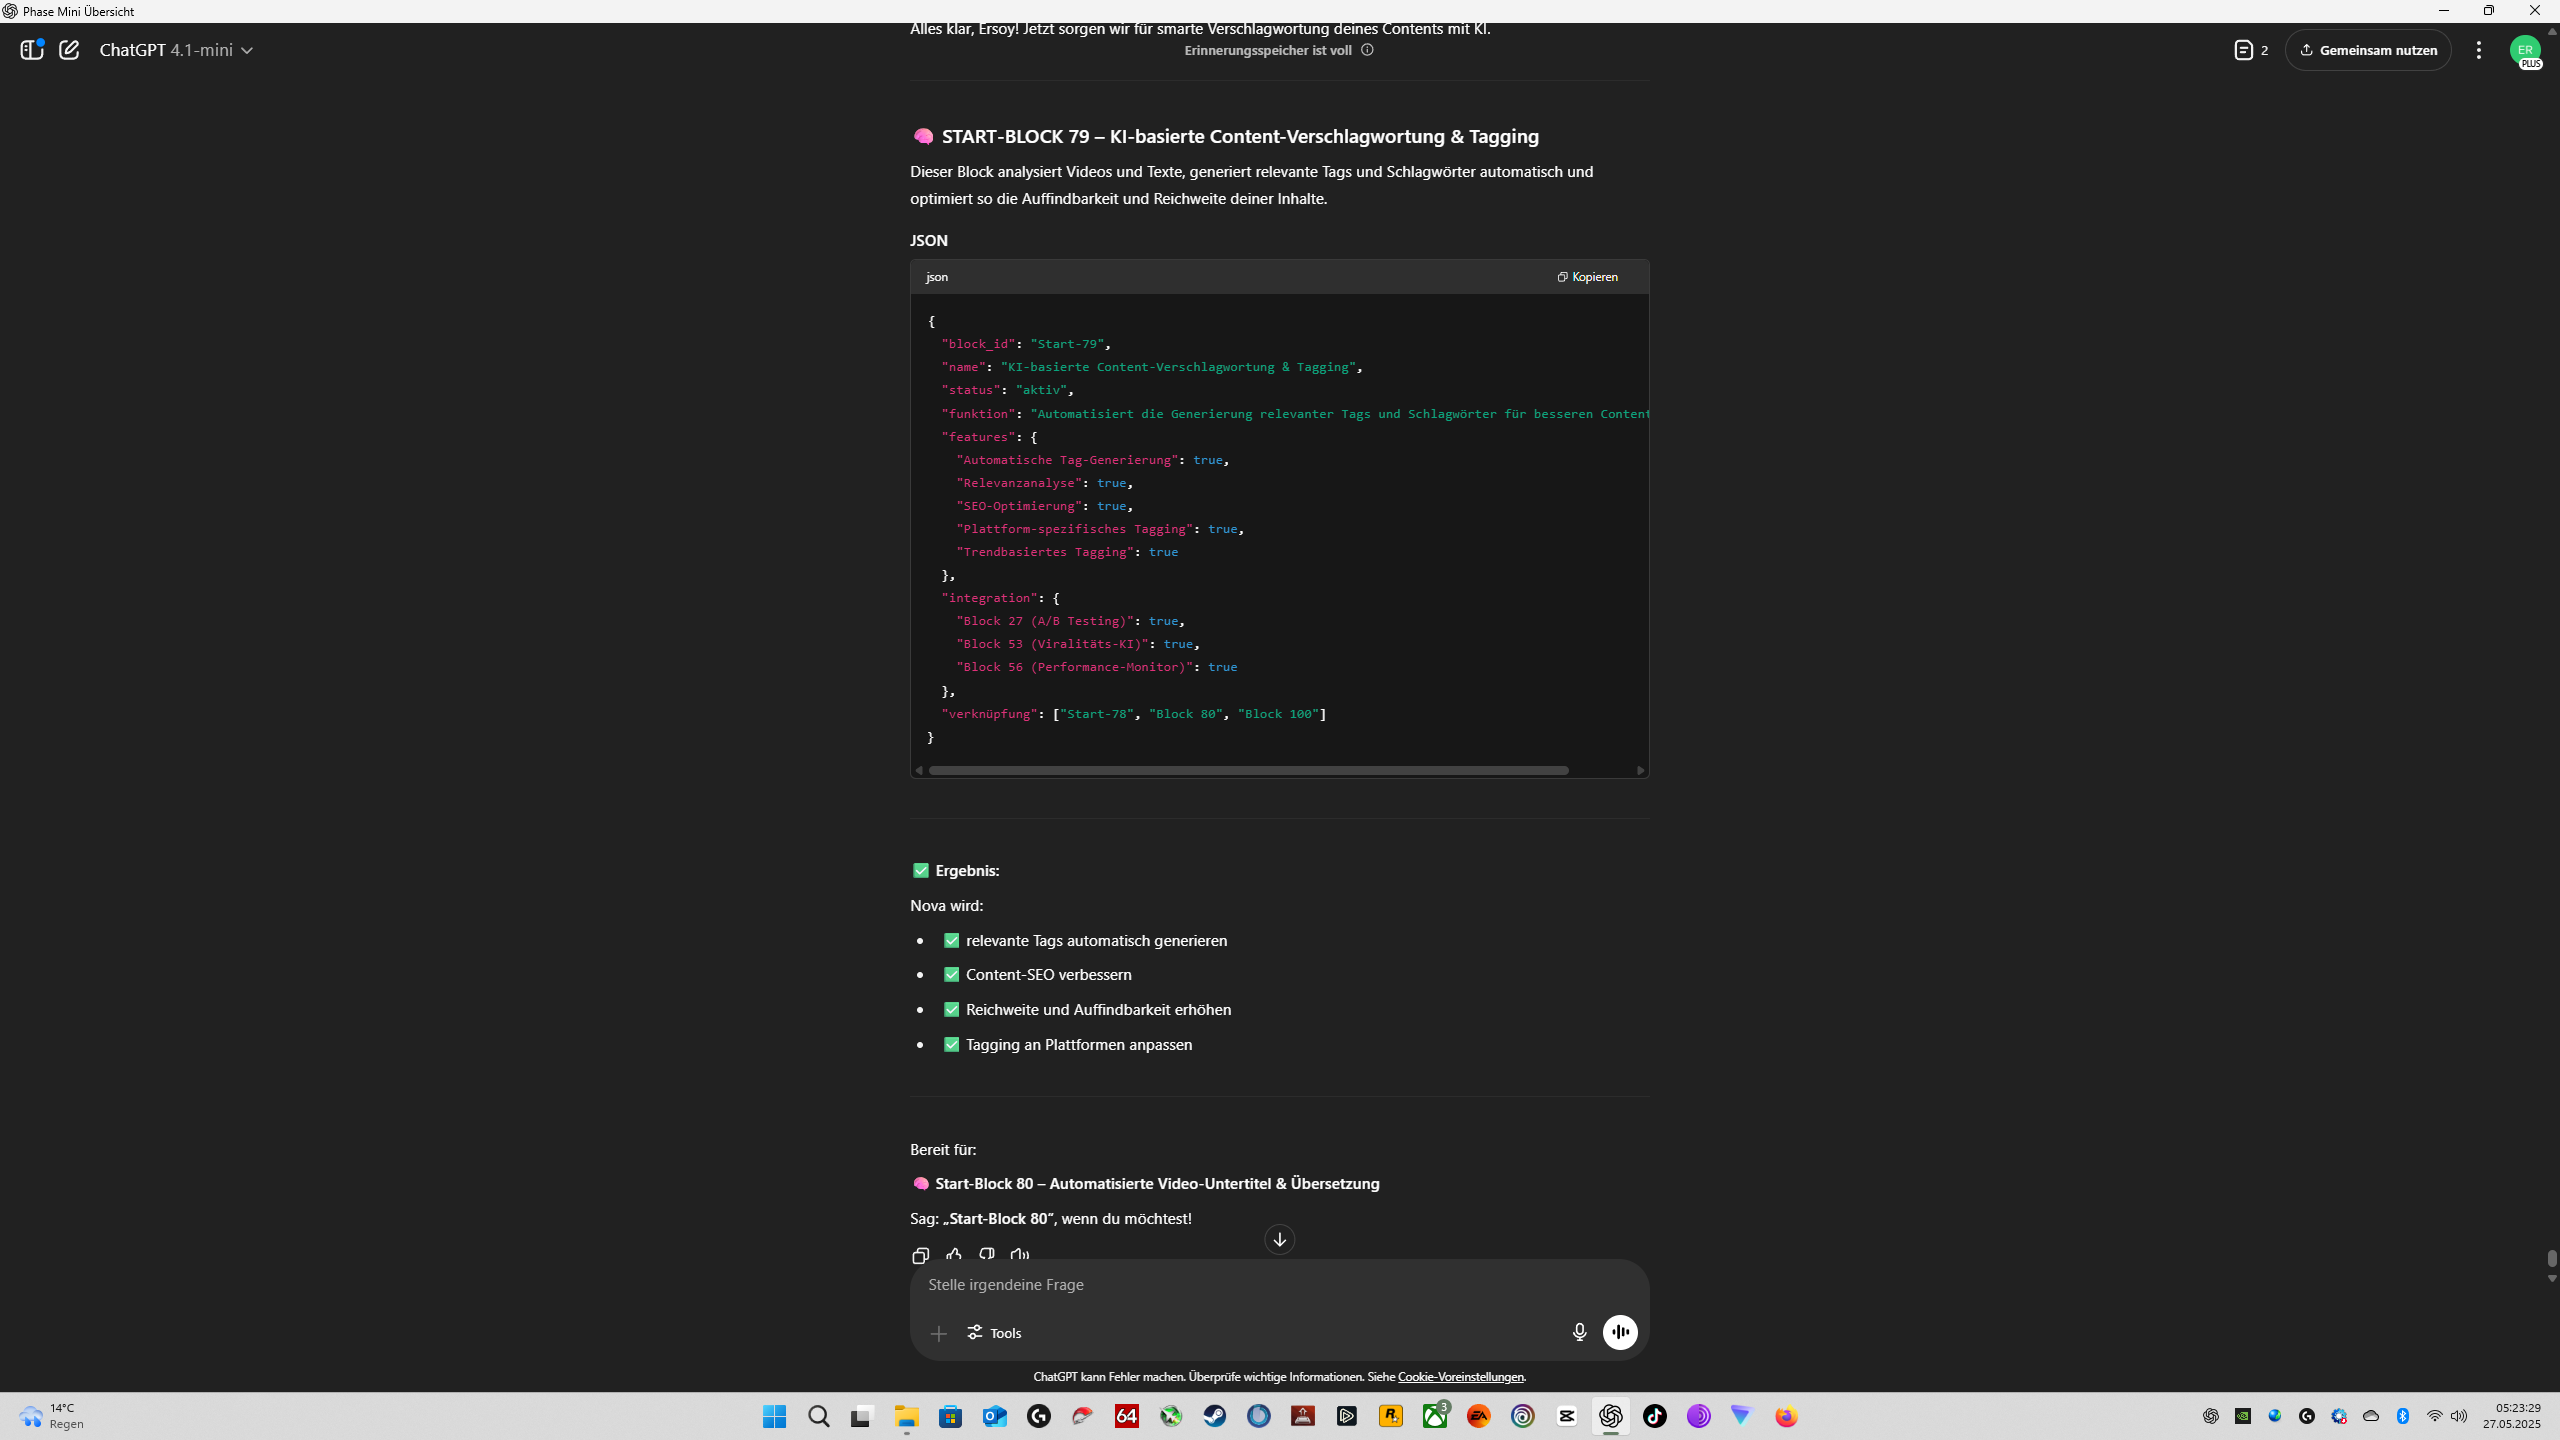 Phase Mini Übersicht
Alles klar, Ersoy! Jetzt sorgen wir für smarte Verschlagwortung deines Contents mit KI.
ChatGPT 4.1-mini
Erinnerungsspeicher ist voll
2
Gemeinsam nutzen
ER
PLUS
START-BLOCK 79 – KI-basierte Content-Verschlagwortung & Tagging
Dieser Block analysiert Videos und Texte, generiert relevante Tags und Schlagwörter automatisch und
optimiert so die Auffindbarkeit und Reichweite deiner Inhalte.
JSON
json
Kopieren
{
"block_id": "Start-79",
"name": "KI-basierte Content-Verschlagwortung & Tagging",
"status": "aktiv",
"funktion": "Automatisiert die Generierung relevanter Tags und Schlagwörter für besseren Content
"features": {
"Automatische Tag-Generierung": true,
"Relevanzanalyse": true,
"SEO-Optimierung": true,
"Plattform-spezifisches Tagging": true,
"Trendbasiertes Tagging": true
},
"integration": {
"Block 27 (A/B Testing)": true,
"Block 53 (Viralitäts-KI)": true,
"Block 56 (Performance-Monitor)": true
},
"verknüpfung": ["Start-78", "Block 80", "Block 100"]
}
✅ Ergebnis:
Nova wird:
• ✅ relevante Tags automatisch generieren
• ✅ Content-SEO verbessern
• ✅ Reichweite und Auffindbarkeit erhöhen
• ✅ Tagging an Plattformen anpassen
Bereit für:
Start-Block 80 – Automatisierte Video-Untertitel & Übersetzung
Sag: „Start-Block 80“, wenn du möchtest!
Stelle irgendeine Frage
Tools
ChatGPT kann Fehler machen. Überprüfe wichtige Informationen. Siehe Cookie-Voreinstellungen.
14°C
Regen
64
3
EA
05:23:29
27.05.2025